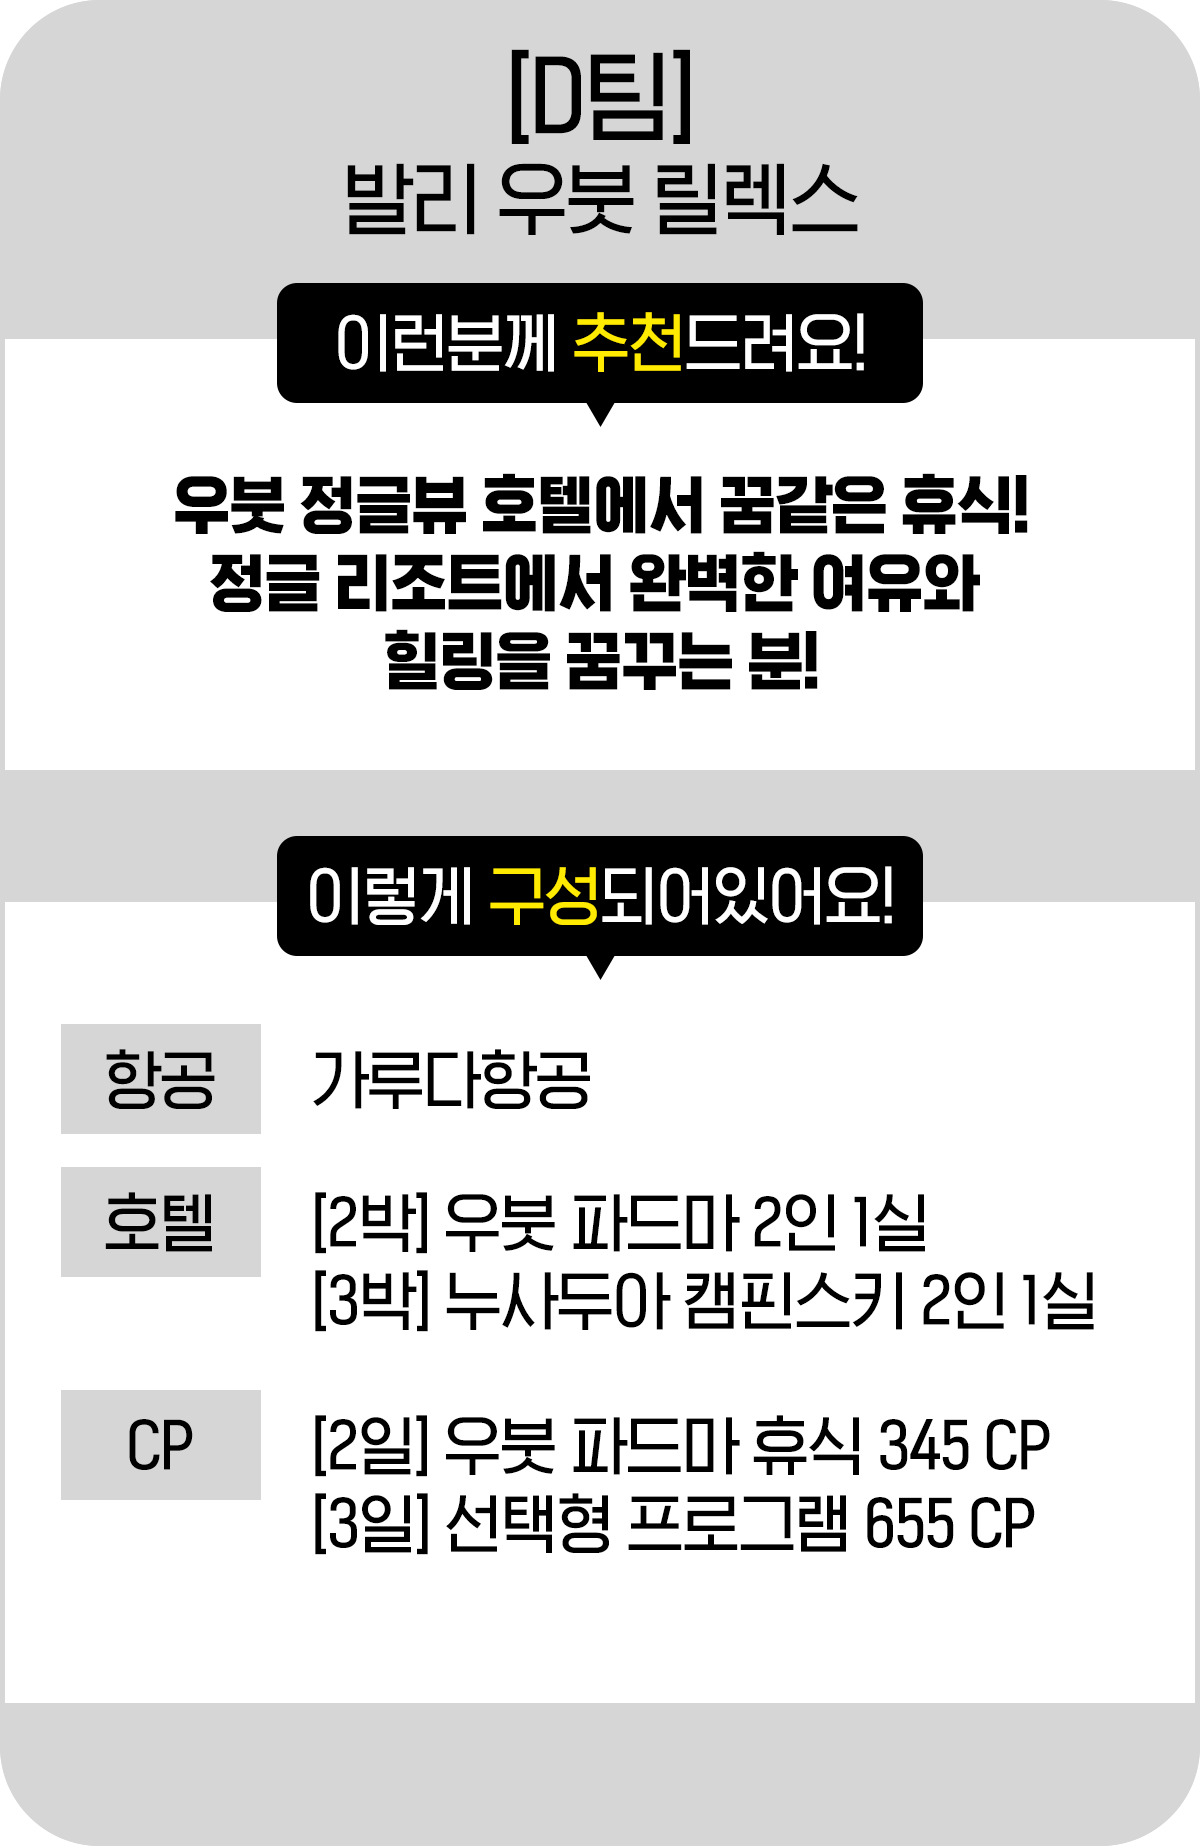 [D팀]
발리 우붓 릴렉스
이런분께 추천드려요!
우붓 정글뷰 호텔에서 꿈같은 휴식!
정글 리조트에서 완벽한 여유와
힐링을 꿈꾸는 분!
이렇게 구성되어있어요!
항공 가루다항공
호텔 [2박] 우붓 파드마 2인 1실
[3박] 누사두아 캠핀스키 2인 1실
CP [2일] 우붓 파드마 휴식 345 CP
[3일] 선택형 프로그램 655 CP